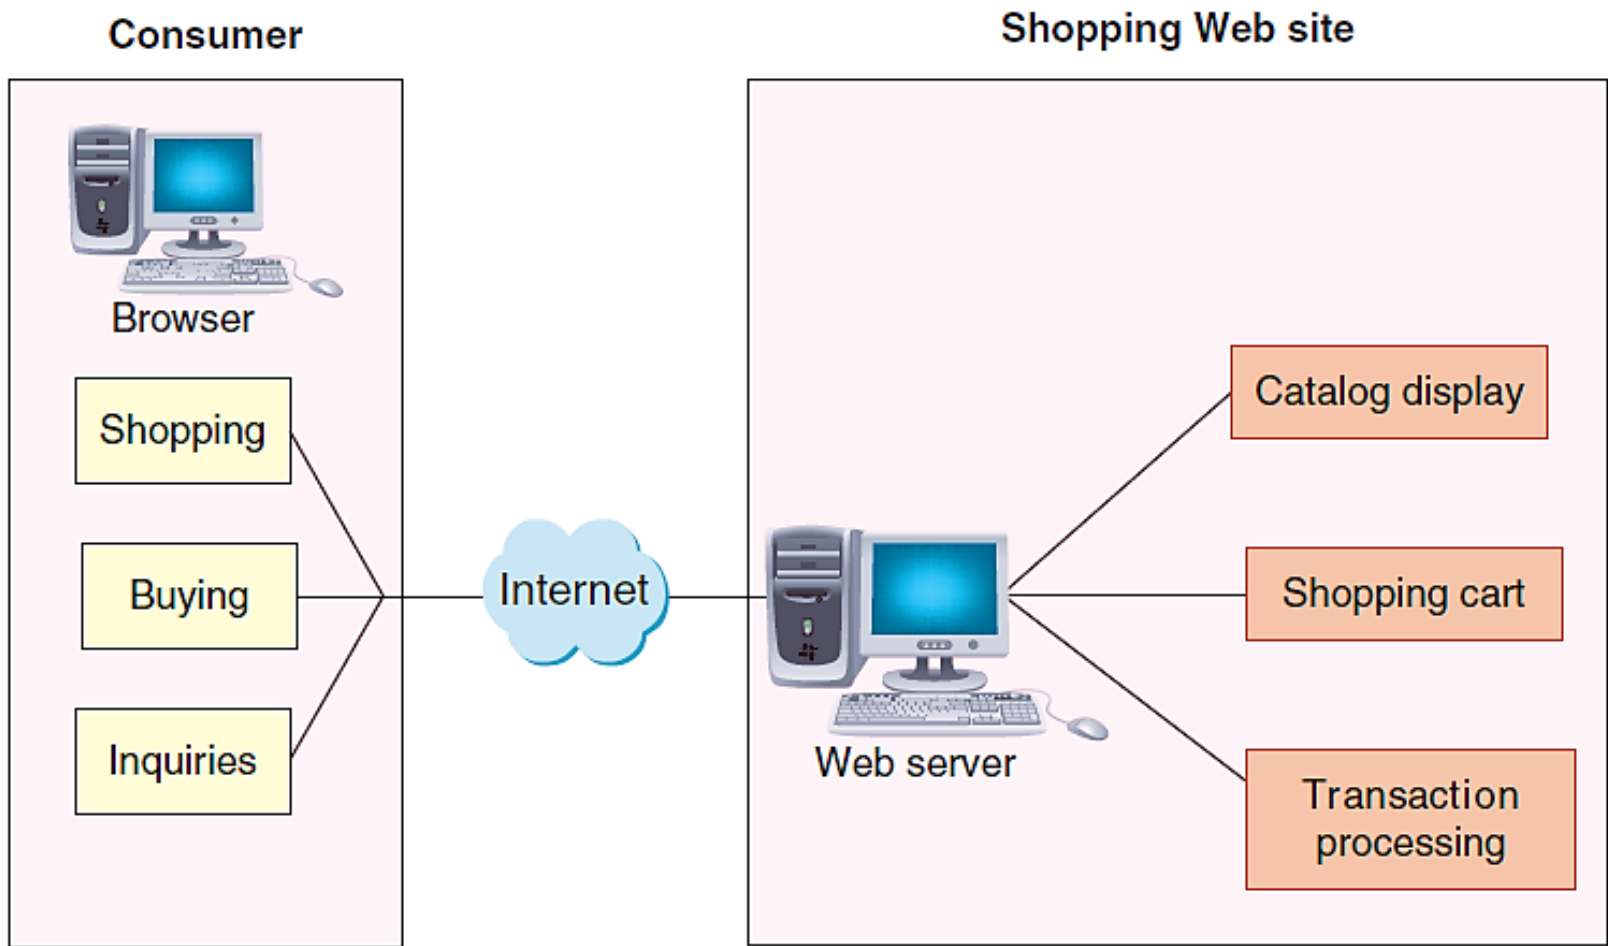 Consumer
Shopping Web site
Browser
Shopping
Buying
Inquiries
Internet
Web server
Catalog display
Shopping cart
Transaction
processing